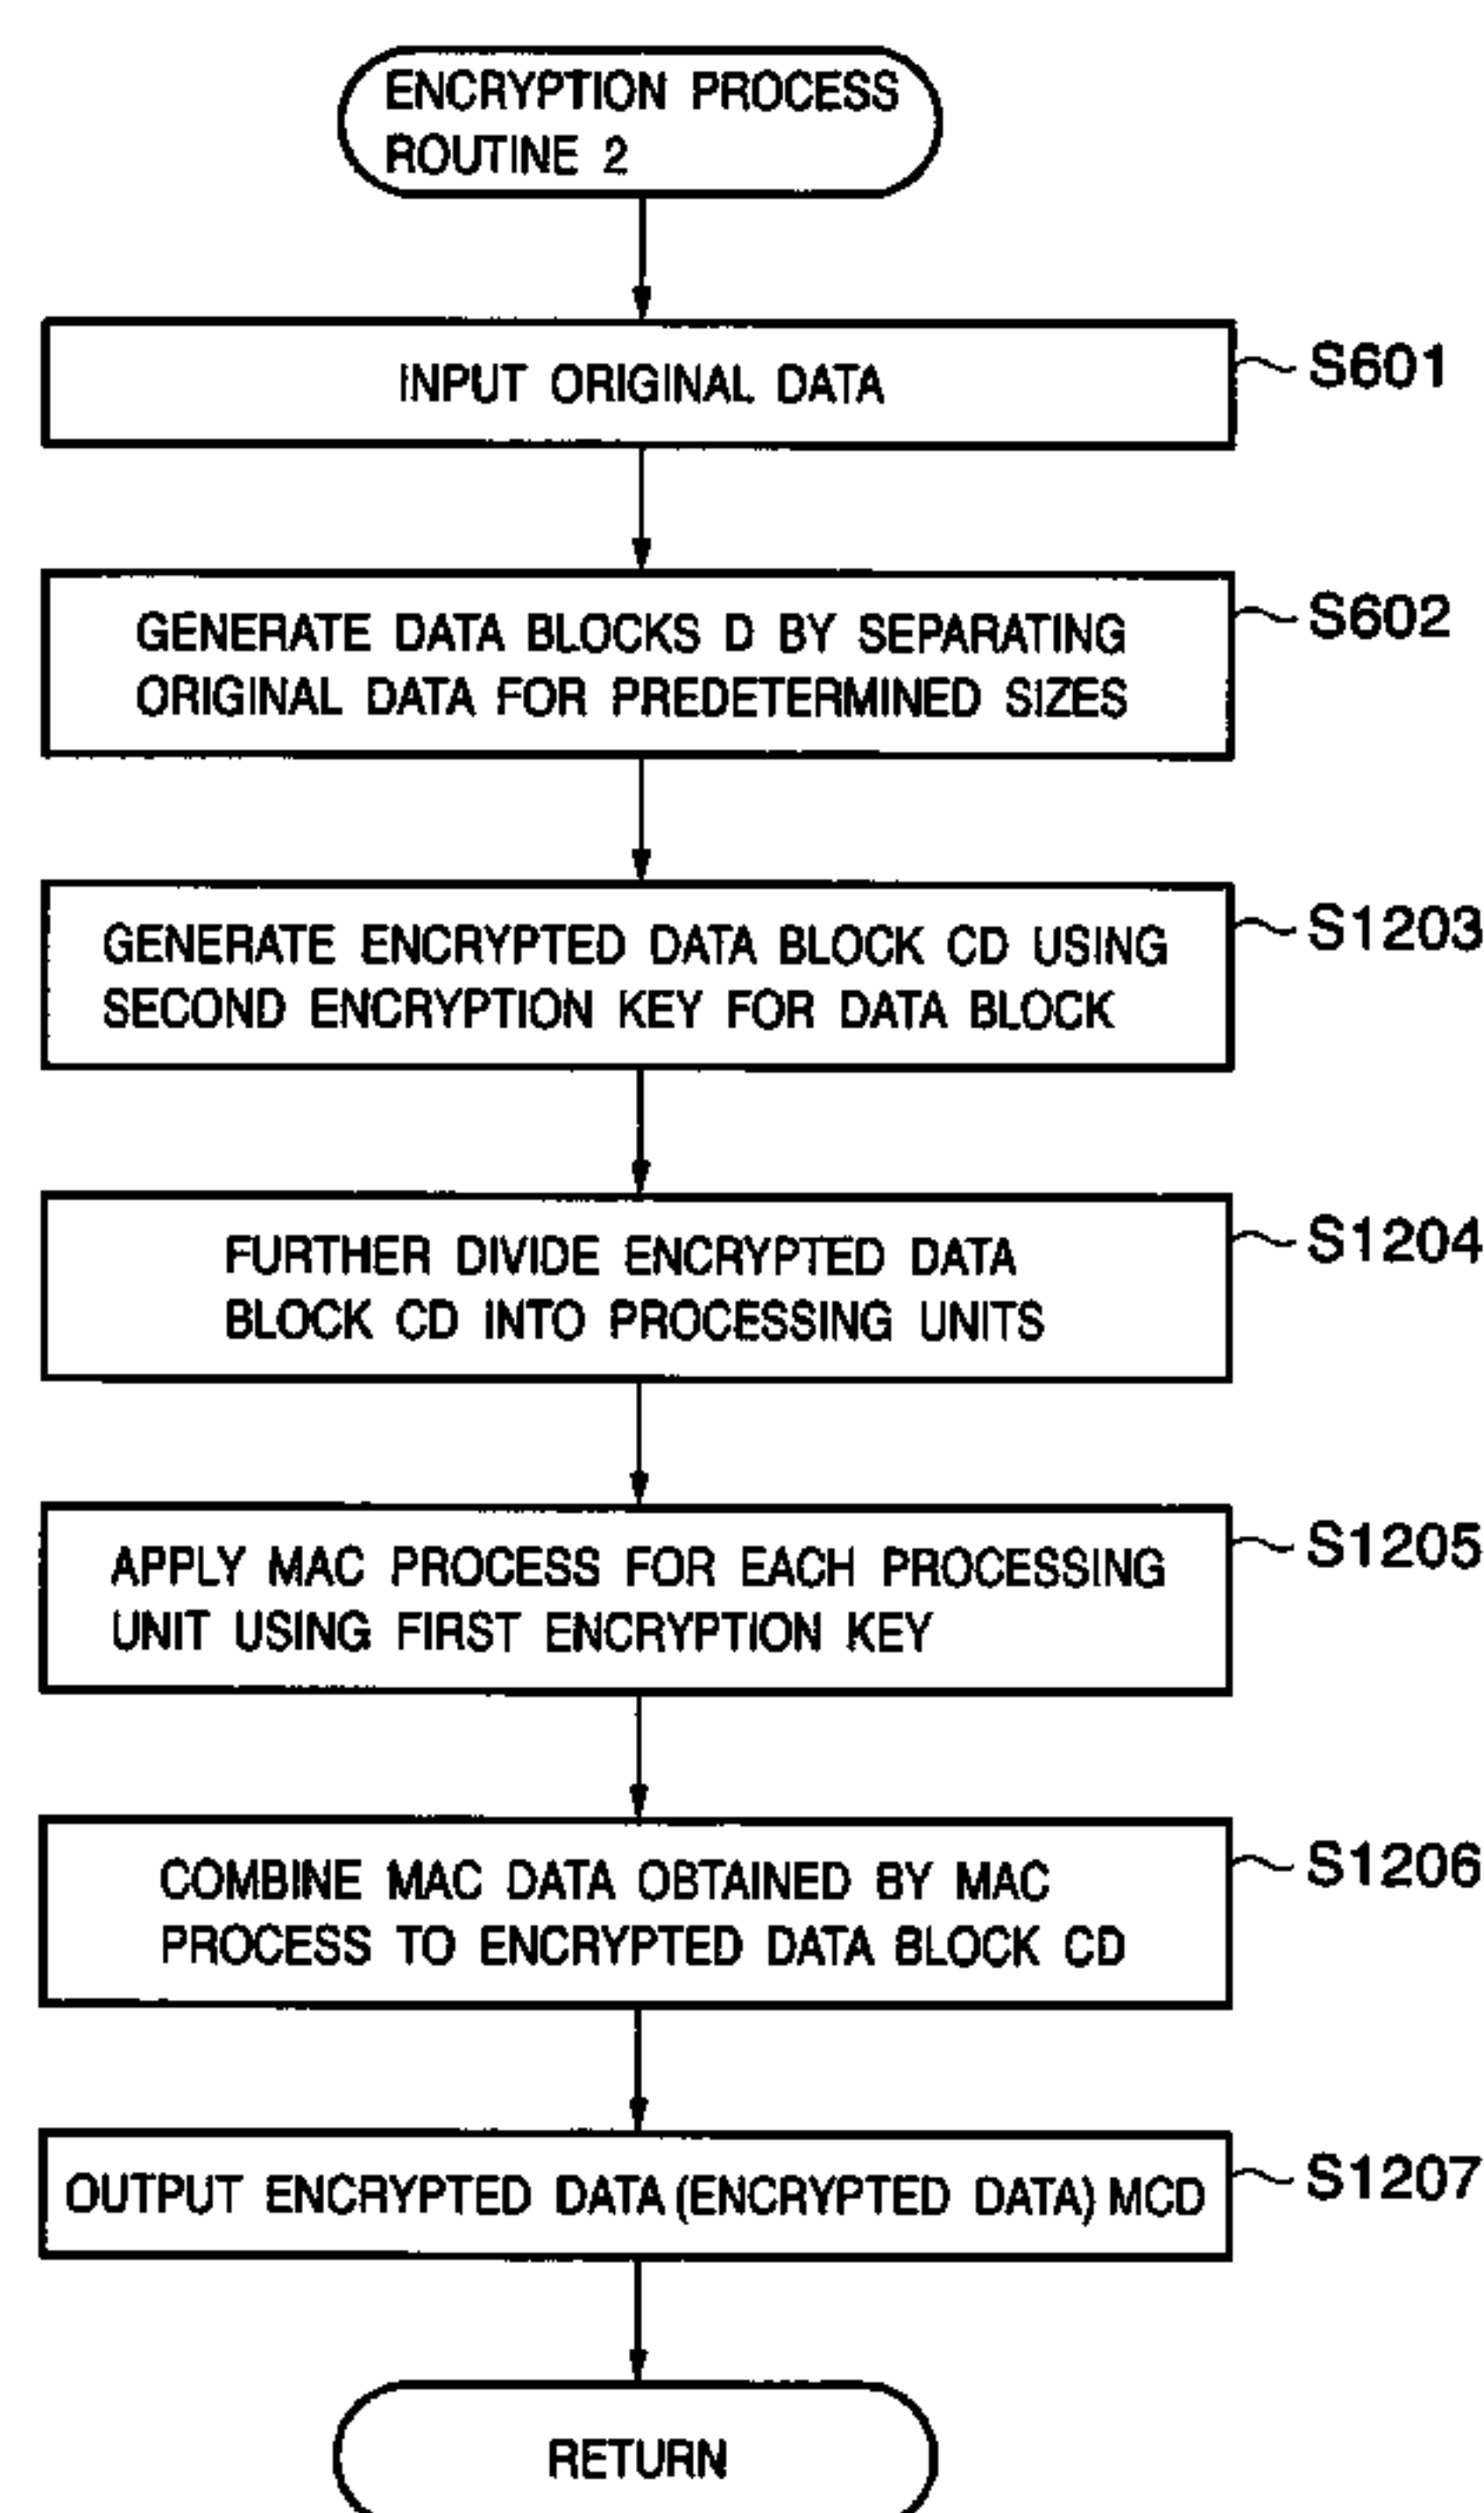 ENCRYPTION PROCESS
ROUTINE 2
INPUT ORIGINAL DATA
S601
GENERATE DATA BLOCKS D BY SEPARATING
ORIGINAL DATA FOR PREDETERMINED SIZES
S602
GENERATE ENCRYPTED DATA BLOCK CD USING
SECOND ENCRYPTION KEY FOR DATA BLOCK
S1203
FURTHER DIVIDE ENCRYPTED DATA
BLOCK CD INTO PROCESSING UNITS
S1204
APPLY MAC PROCESS FOR EACH PROCESSING
UNIT USING FIRST ENCRYPTION KEY
S1205
COMBINE MAC DATA OBTAINED BY MAC
PROCESS TO ENCRYPTED DATA BLOCK CD
S1206
OUTPUT ENCRYPTED DATA (ENCRYPTED DATA) MCD
S1207
RETURN